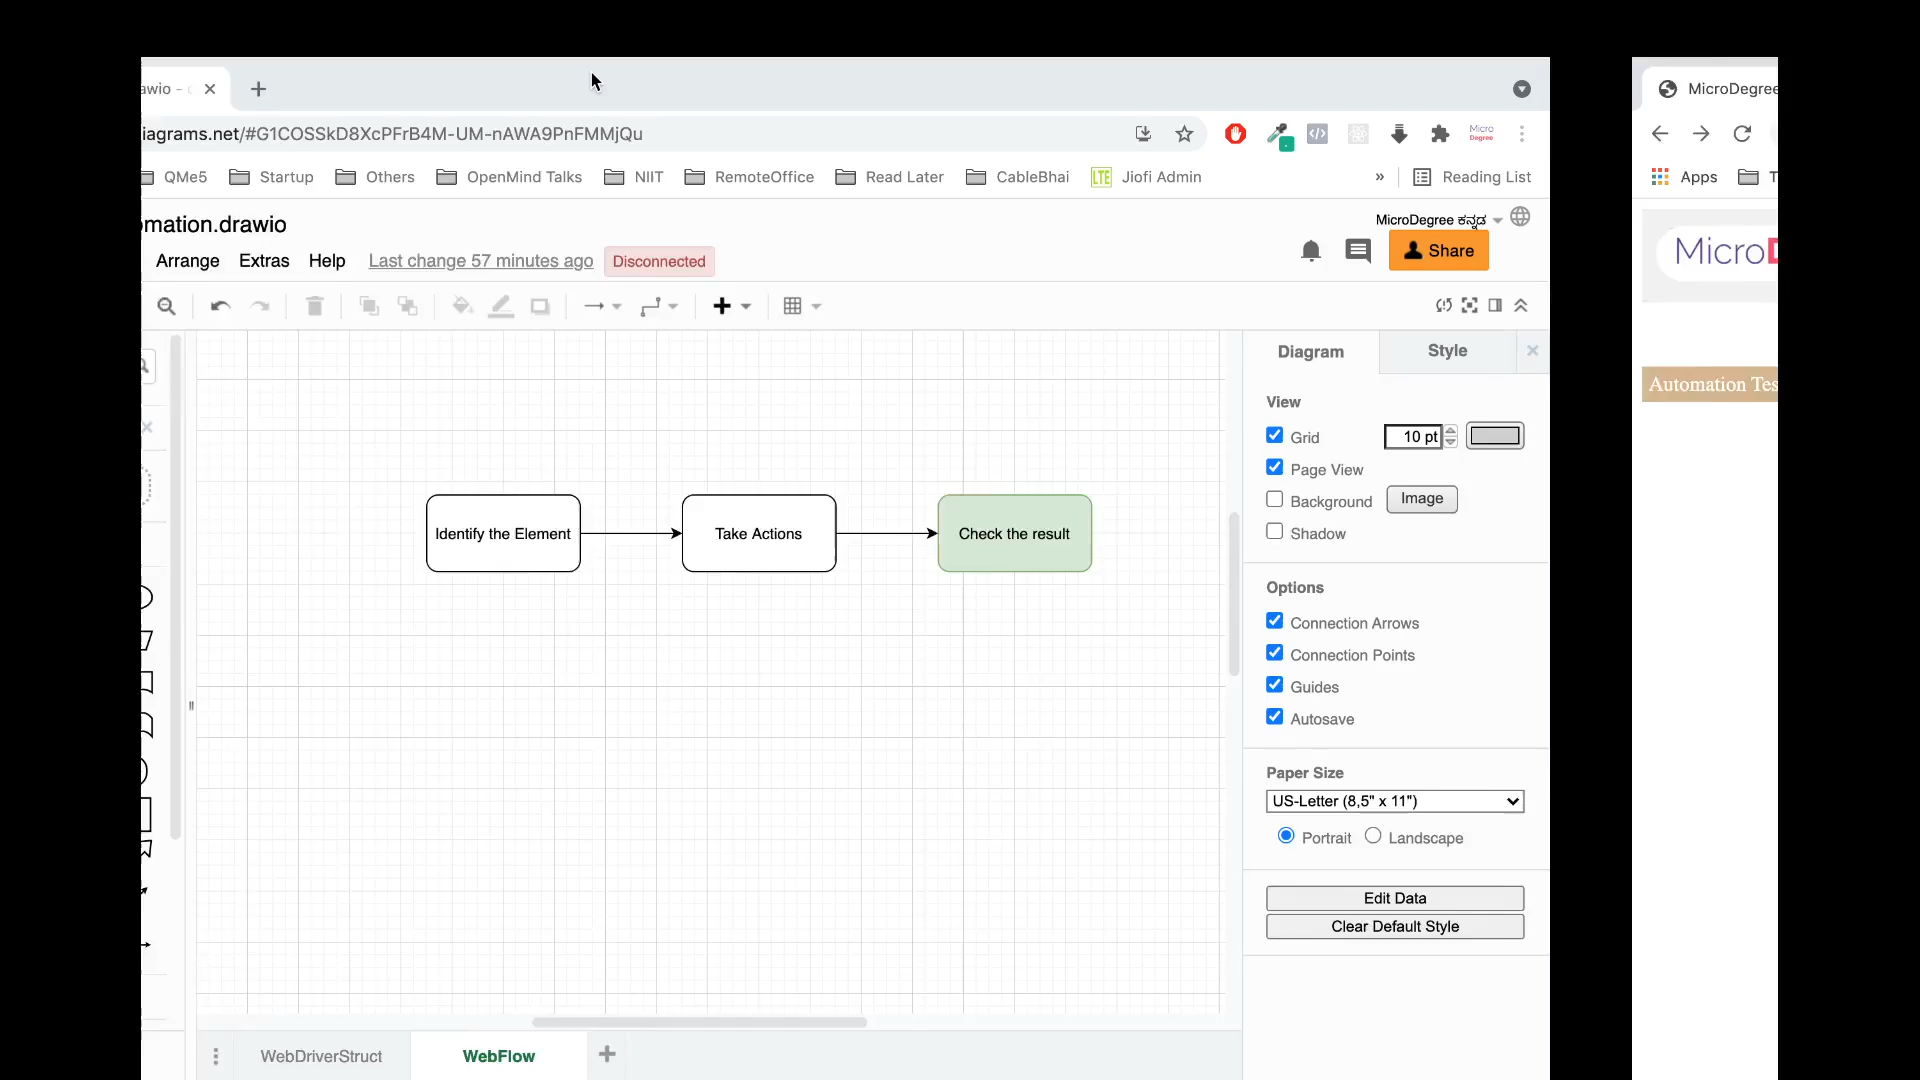 awio -
MicroDegree
iagrams.net/#G1COSSkD8XcPFrB4M-UM-nAWA9PnFMMjQu
Micro
Degree
QMe5
Startup
Others
OpenMind Talks
NIIT
RemoteOffice
Read Later
CableBhai
LTE
Jiofi Admin
»
Reading List
Apps
T
omation.drawio
MicroDegree ಕನ್ನಡ
Arrange
Extras
Help
Last change 57 minutes ago
Disconnected
Share
Micro
Diagram
Style
View
Grid
10 pt
Page View
Background
Image
Shadow
Automation Tes
Identify the Element
Take Actions
Check the result
Options
Connection Arrows
Connection Points
Guides
Autosave
Paper Size
US-Letter (8,5" x 11")
Portrait
Landscape
Edit Data
Clear Default Style
WebDriverStruct
WebFlow